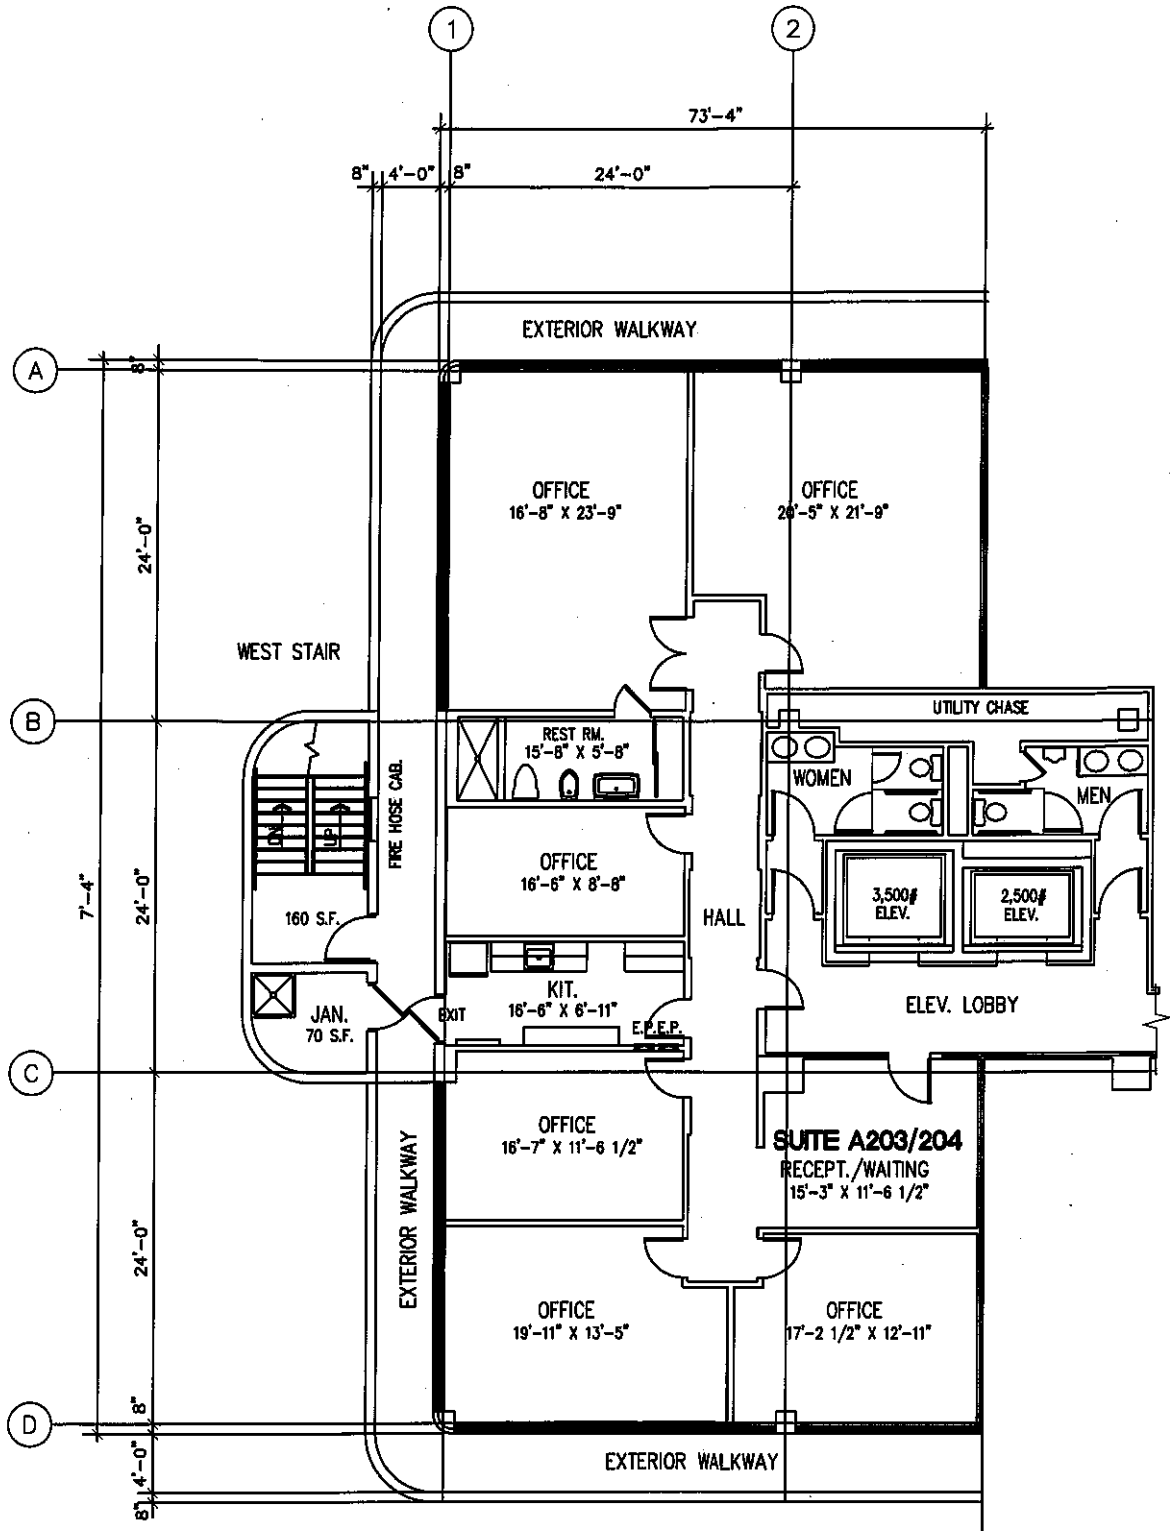 1
2
73'-4"
8"
4'-0"
8"
24'-0"
EXTERIOR WALKWAY
A
8"
OFFICE
16'-8" X 23'-9"
OFFICE
20'-5" X 21'-9"
24'-0"
WEST STAIR
B
UTILITY CHASE
REST RM.
15'-8" X 5'-8"
WOMEN
MEN
FIRE HOSE CAB.
DN
UP
OFFICE
16'-6" X 8'-8"
3,500#
ELEV.
2,500#
ELEV.
7'-4"
24'-0"
160 S.F.
HALL
KIT.
16'-6" X 6'-11"
ELEV. LOBBY
JAN.
70 S.F.
EXIT
E.P.E.P.
C
OFFICE
16'-7" X 11'-6 1/2"
SUITE A203/204
RECEPT./WAITING
15'-3" X 11'-6 1/2"
EXTERIOR WALKWAY
24'-0"
OFFICE
19'-11" X 13'-5"
OFFICE
17'-2 1/2" X 12'-11"
8"
D
EXTERIOR WALKWAY
4'-0"
8"